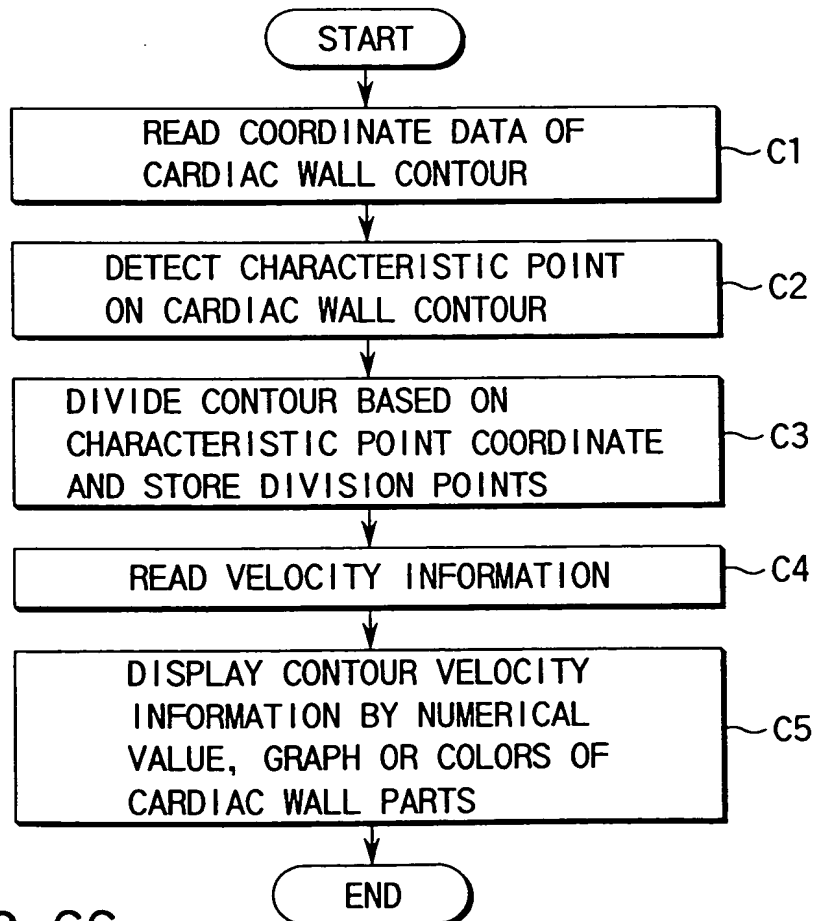 START
READ COORDINATE DATA OF
CARDIAC WALL CONTOUR
C1
DETECT CHARACTERISTIC POINT
ON CARDIAC WALL CONTOUR
C2
DIVIDE CONTOUR BASED ON
CHARACTERISTIC POINT COORDINATE
AND STORE DIVISION POINTS
C3
READ VELOCITY INFORMATION
C4
DISPLAY CONTOUR VELOCITY
INFORMATION BY NUMERICAL
VALUE, GRAPH OR COLORS OF
CARDIAC WALL PARTS
C5
END